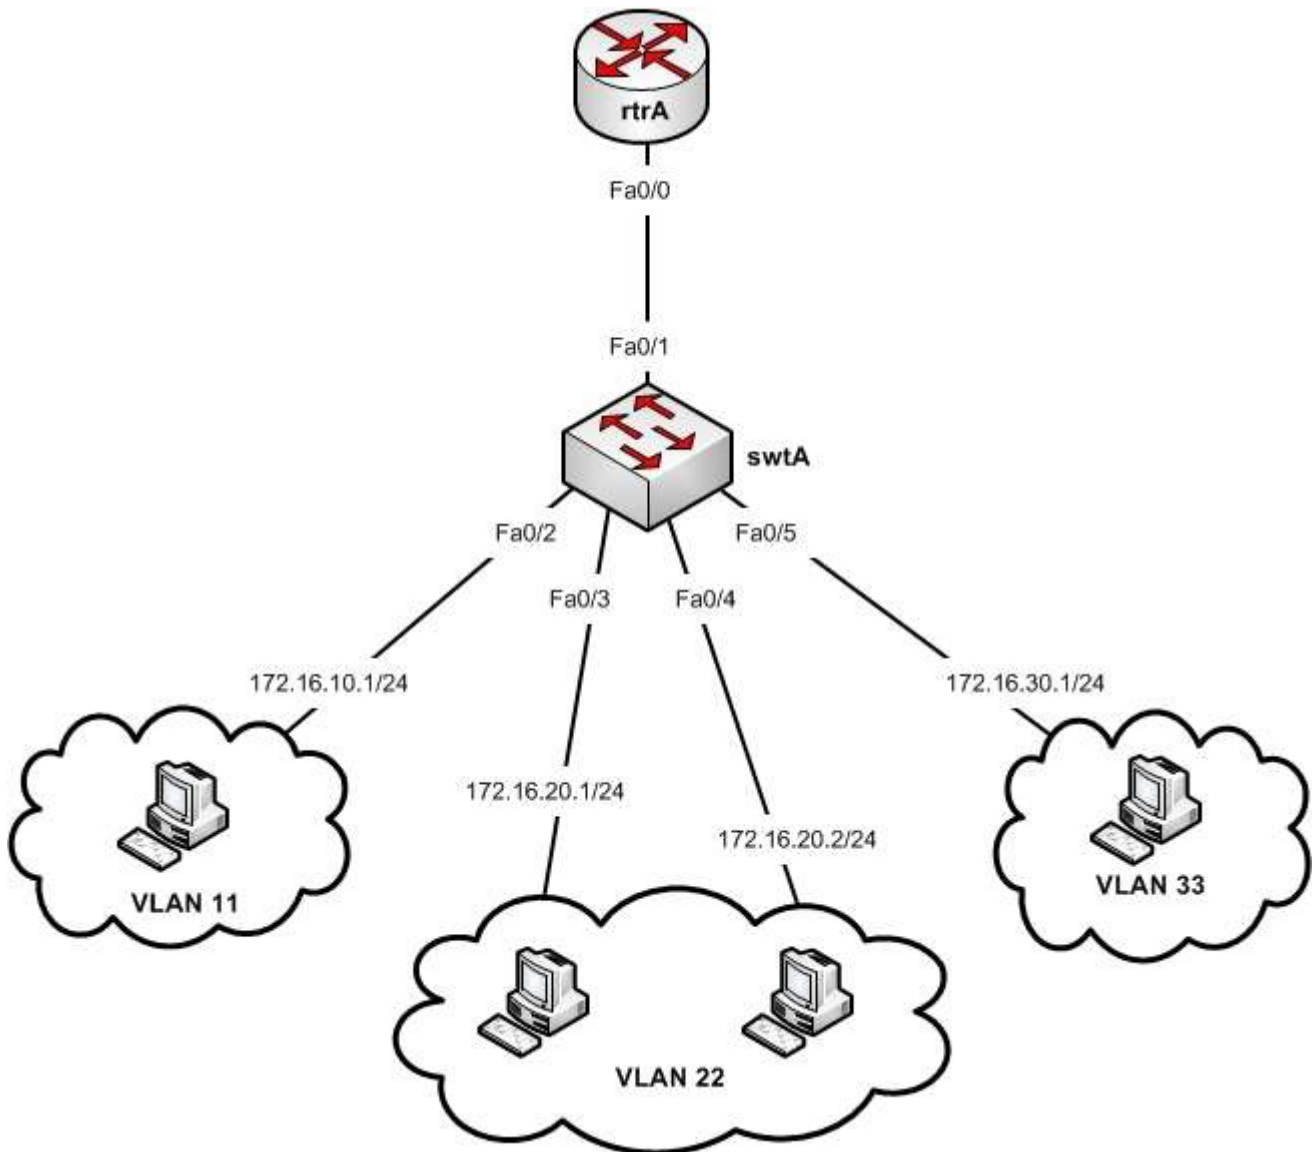 rtrA
Fa0/0
Fa0/1
swtA
Fa0/2
Fa0/5
Fa0/3
Fa0/4
172.16.10.1/24
172.16.30.1/24
172.16.20.1/24
172.16.20.2/24
VLAN 11
VLAN 33
VLAN 22